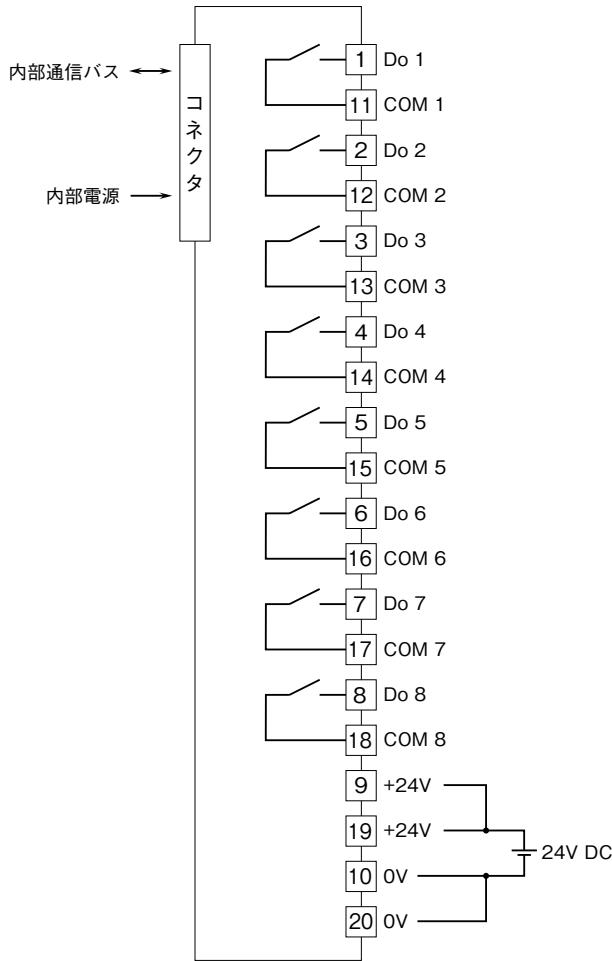 内部通信バス
内部電源
コネクタ
1 Do 1
11 COM 1
2 Do 2
12 COM 2
3 Do 3
13 COM 3
4 Do 4
14 COM 4
5 Do 5
15 COM 5
6 Do 6
16 COM 6
7 Do 7
17 COM 7
8 Do 8
18 COM 8
9 +24V
19 +24V
24V DC
10 0V
20 0V